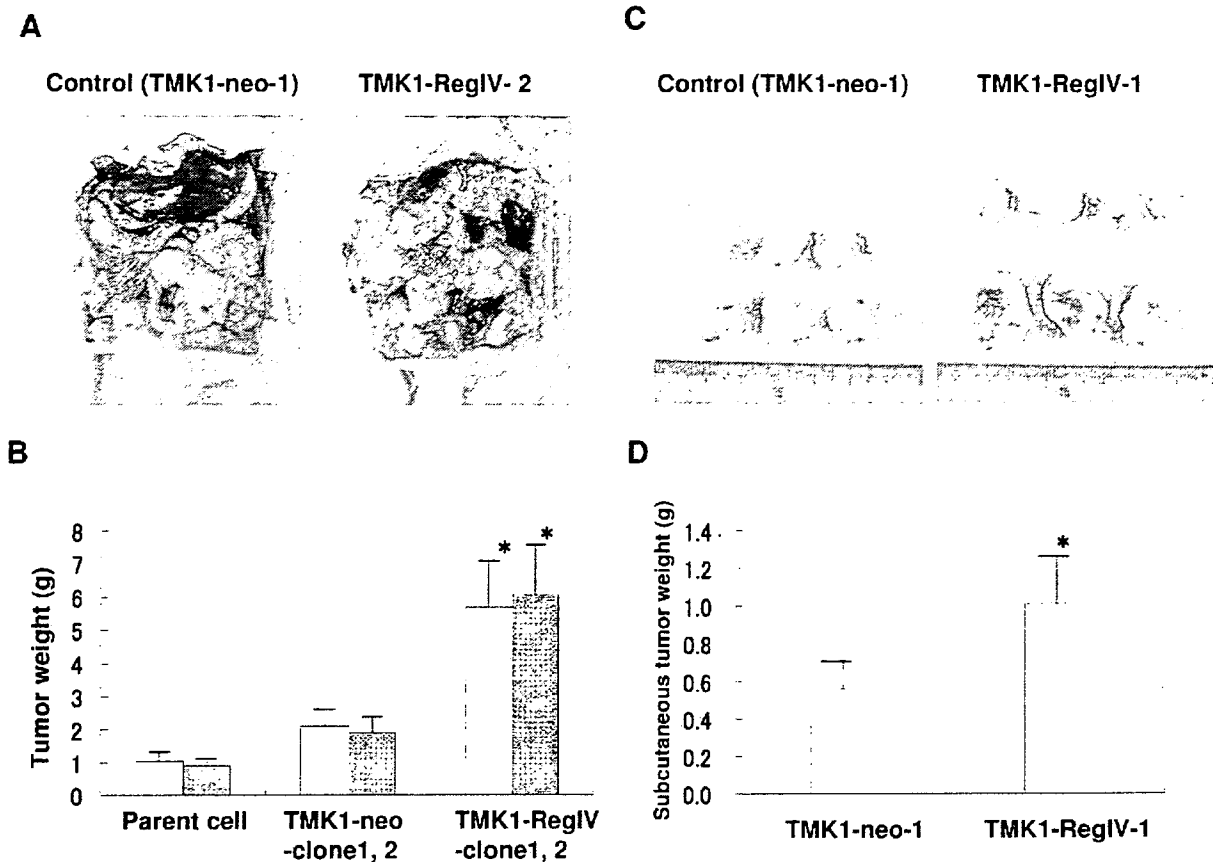 A
Control (TMK1-neo-1)
TMK1-RegIV- 2
C
Control (TMK1-neo-1)
TMK1-RegIV-1
B
Tumor weight (g)
8
7
6
5
4
3
2
1
0
*
*
Parent cell
TMK1-neo
-clone1, 2
TMK1-RegIV
-clone1, 2
D
Subcutaneous tumor weight (g)
1.4
1.2
1.0
0.8
0.6
0.4
0.2
0.0
*
TMK1-neo-1
TMK1-RegIV-1